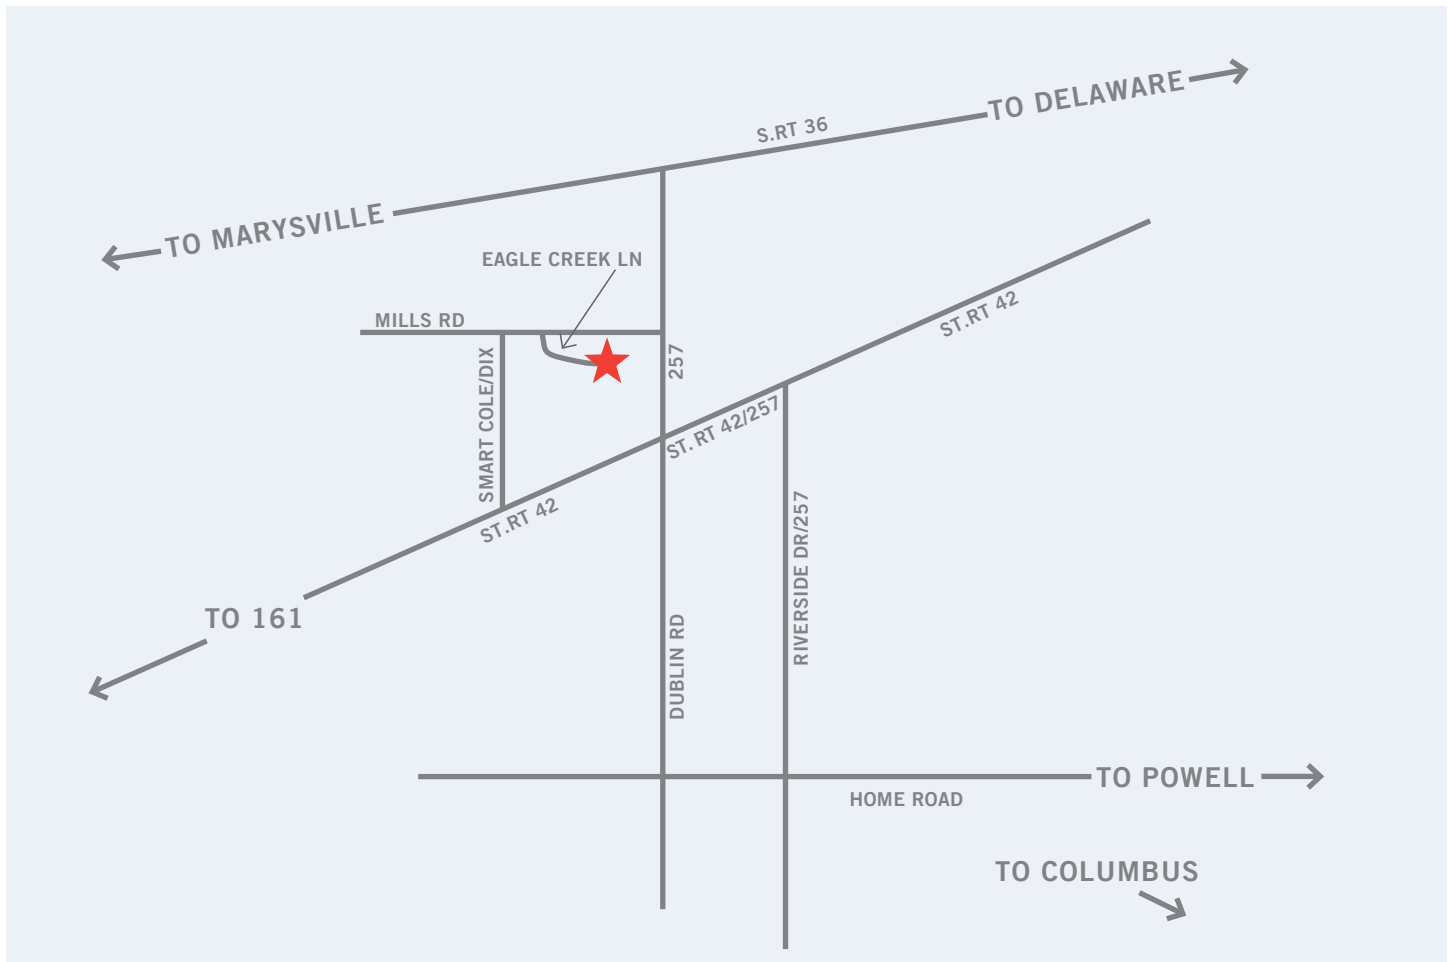 TO DELAWARE
S.RT 36
TO MARYSVILLE
EAGLE CREEK LN
MILLS RD
ST.RT 42
257
SMART COLE/DIX
ST. RT 42/257
ST.RT 42
RIVERSIDE DR/257
TO 161
DUBLIN RD
TO POWELL
HOME ROAD
TO COLUMBUS